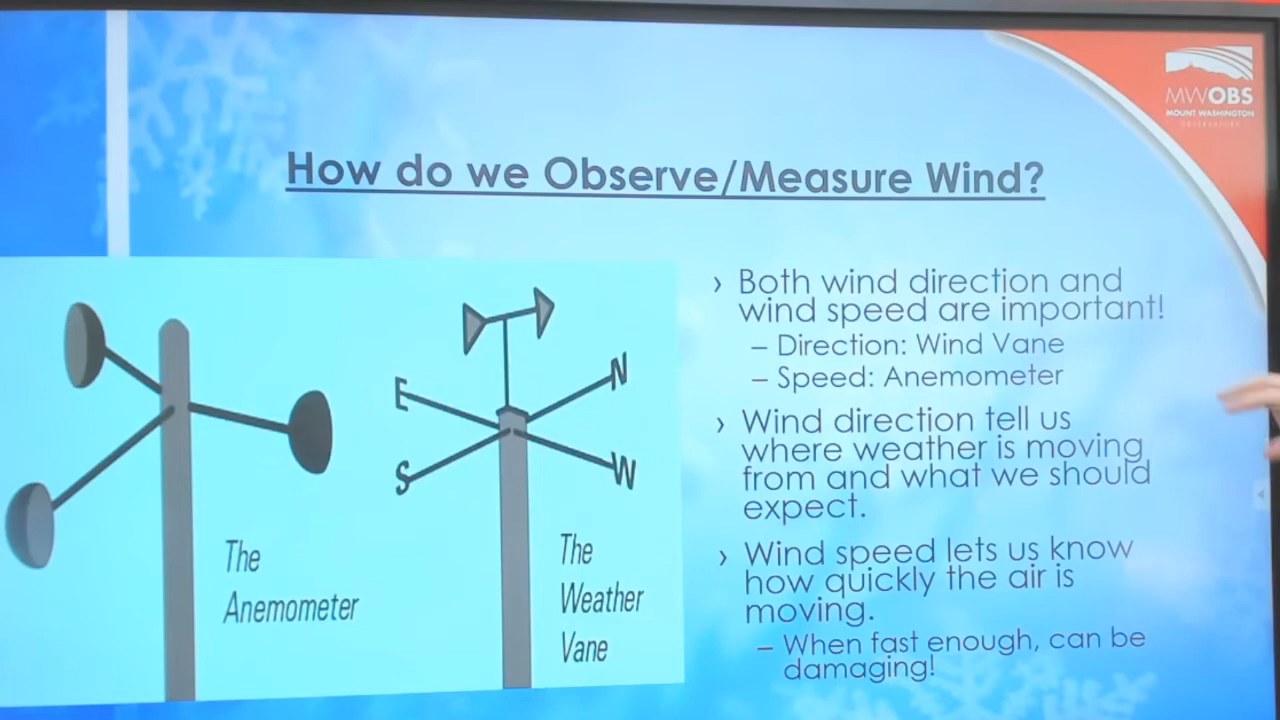 MWOBS
MOUNT WASHINGTON
OBSERVATORY
How do we Observe/Measure Wind?
› Both wind direction and
wind speed are important!
– Direction: Wind Vane
– Speed: Anemometer
› Wind direction tell us
where weather is moving
from and what we should
expect.
› Wind speed lets us know
how quickly the air is
moving.
– When fast enough, can be
damaging!
E
N
S
W
The
Anemometer
The
Weather
Vane